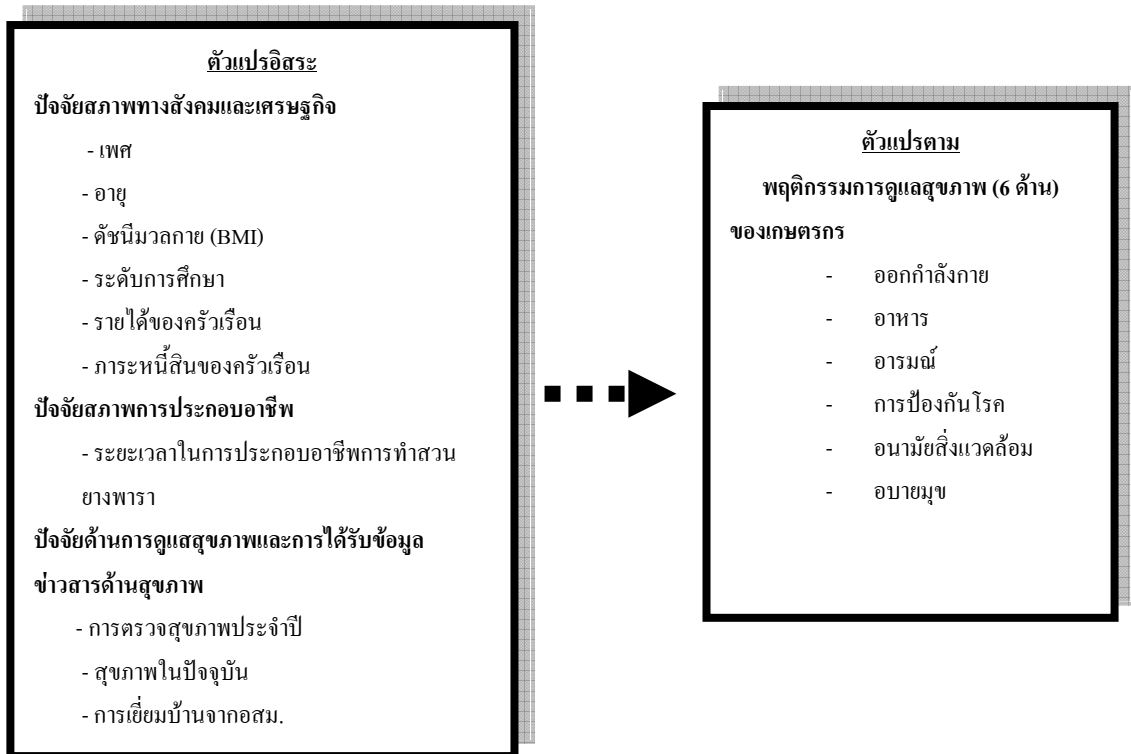 ตัวแปรอิสระ
ปัจจัยสภาพทางสังคมและเศรษฐกิจ
- เพศ
- อายุ
- ดัชนีมวลกาย (BMI)
- ระดับการศึกษา
- รายได้ของครัวเรือน
- ภาระหนี้สินของครัวเรือน
ปัจจัยสภาพการประกอบอาชีพ
- ระยะเวลาในการประกอบอาชีพการทำสวน
ยางพารา
ปัจจัยด้านการดูแสสุขภาพและการได้รับข้อมูล
ข่าวสารด้านสุขภาพ
- การตรวจสุขภาพประจำปี
- สุขภาพในปัจจุบัน
- การเยี่ยมบ้านจากอสม.
ตัวแปรตาม
พฤติกรรมการดูแลสุขภาพ (6 ด้าน)
ของเกษตรกร
- ออกกำลังกาย
- อาหาร
- อารมณ์
- การป้องกันโรค
- อนามัยสิ่งแวดล้อม
- อบายมุข